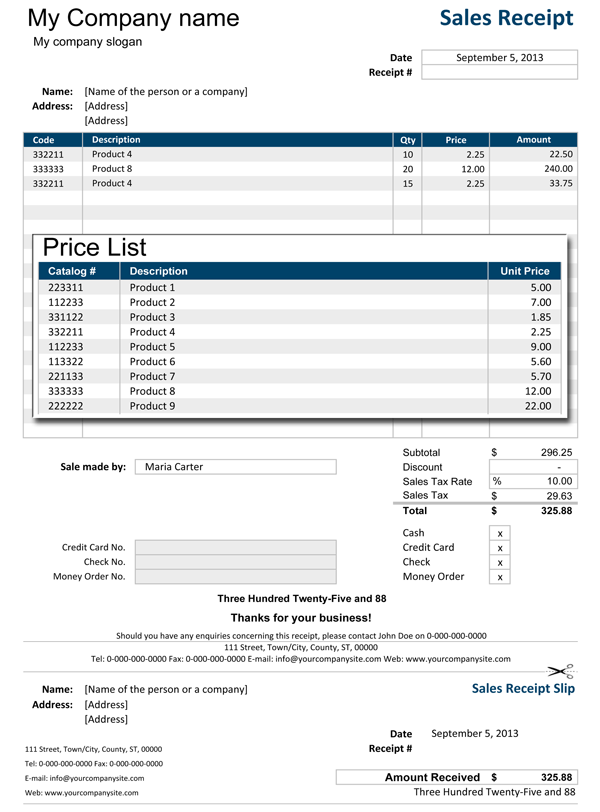 My Company name
Sales Receipt
My company slogan
Date September 5, 2013
Receipt #
Name: [Name of the person or a company]
Address: [Address]
[Address]
Code Description Qty Price Amount
332211 Product 4 10 2.25 22.50
333333 Product 8 20 12.00 240.00
332211 Product 4 15 2.25 33.75
Price List
Catalog # Description Unit Price
223311 Product 1 5.00
112233 Product 2 7.00
331122 Product 3 1.85
332211 Product 4 2.25
112233 Product 5 9.00
113322 Product 6 5.60
221133 Product 7 5.70
333333 Product 8 12.00
222222 Product 9 22.00
Subtotal $ 296.25
Sale made by: Maria Carter
Discount -
Sales Tax Rate % 10.00
Sales Tax $ 29.63
Total $ 325.88
Cash x
Credit Card No. Credit Card x
Check No. Check x
Money Order No. Money Order x
Three Hundred Twenty-Five and 88
Thanks for your business!
Should you have any enquiries concerning this receipt, please contact John Doe on 0-000-000-0000
111 Street, Town/City, County, ST, 00000
Tel: 0-000-000-0000 Fax: 0-000-000-0000 E-mail: info@yourcompanysite.com Web: www.yourcompanysite.com
Name: [Name of the person or a company]
Sales Receipt Slip
Address: [Address]
[Address]
Date September 5, 2013
111 Street, Town/City, County, ST, 00000
Receipt #
Tel: 0-000-000-0000 Fax: 0-000-000-0000
E-mail: info@yourcompanysite.com
Amount Received $ 325.88
Web: www.yourcompanysite.com
Three Hundred Twenty-Five and 88